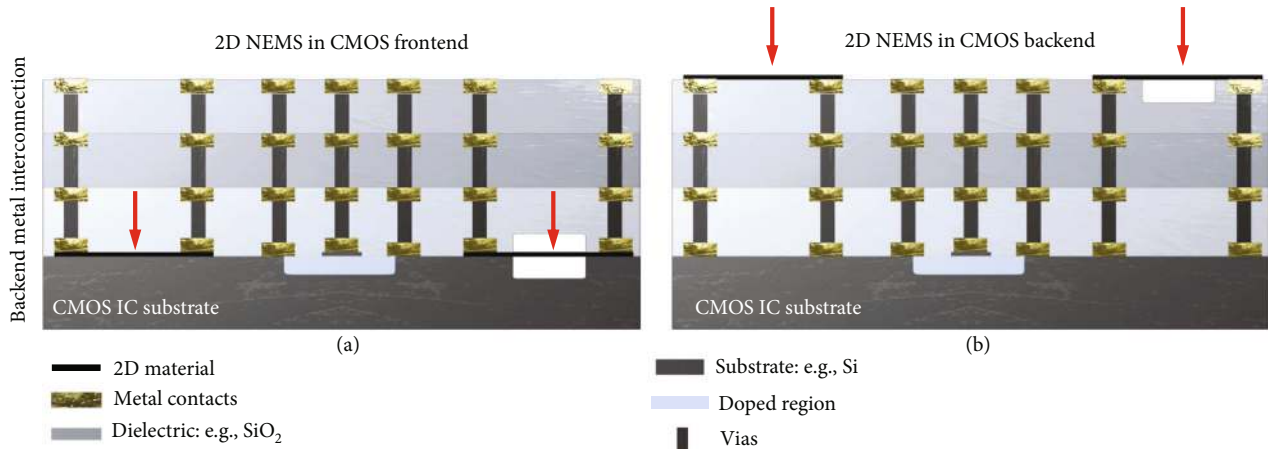 2D NEMS in CMOS frontend
2D NEMS in CMOS backend
Backend metal interconnection
CMOS IC substrate
CMOS IC substrate
(a)
(b)
2D material
Metal contacts
Dielectric: e.g., SiO₂
Substrate: e.g., Si
Doped region
Vias